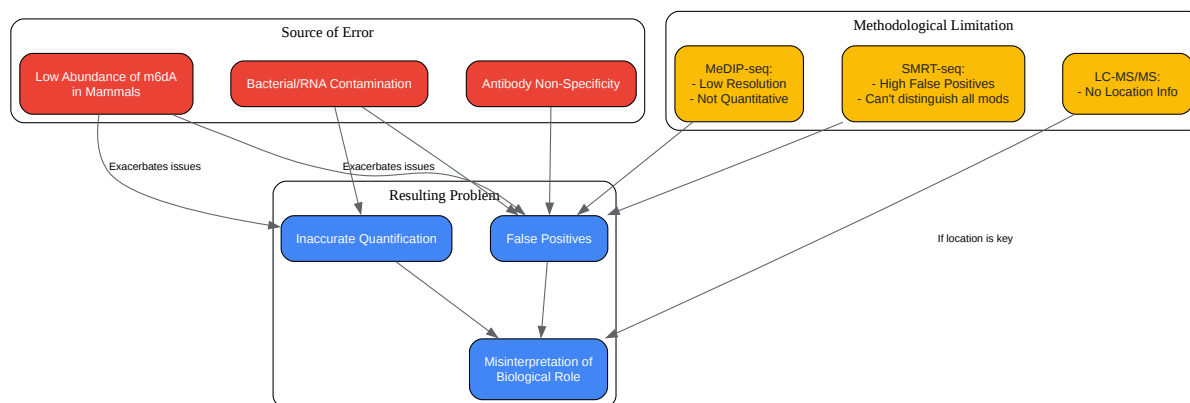 Source of Error
Methodological Limitation
Low Abundance of m6dA
in Mammals
Bacterial/RNA Contamination
Antibody Non-Specificity
MeDIP-seq:
- Low Resolution
- Not Quantitative
SMRT-seq:
- High False Positives
- Can't distinguish all mods
LC-MS/MS:
- No Location Info
Exacerbates issues
Exacerbates issues
Resulting Problem
Inaccurate Quantification
False Positives
If location is key
Misinterpretation of
Biological Role